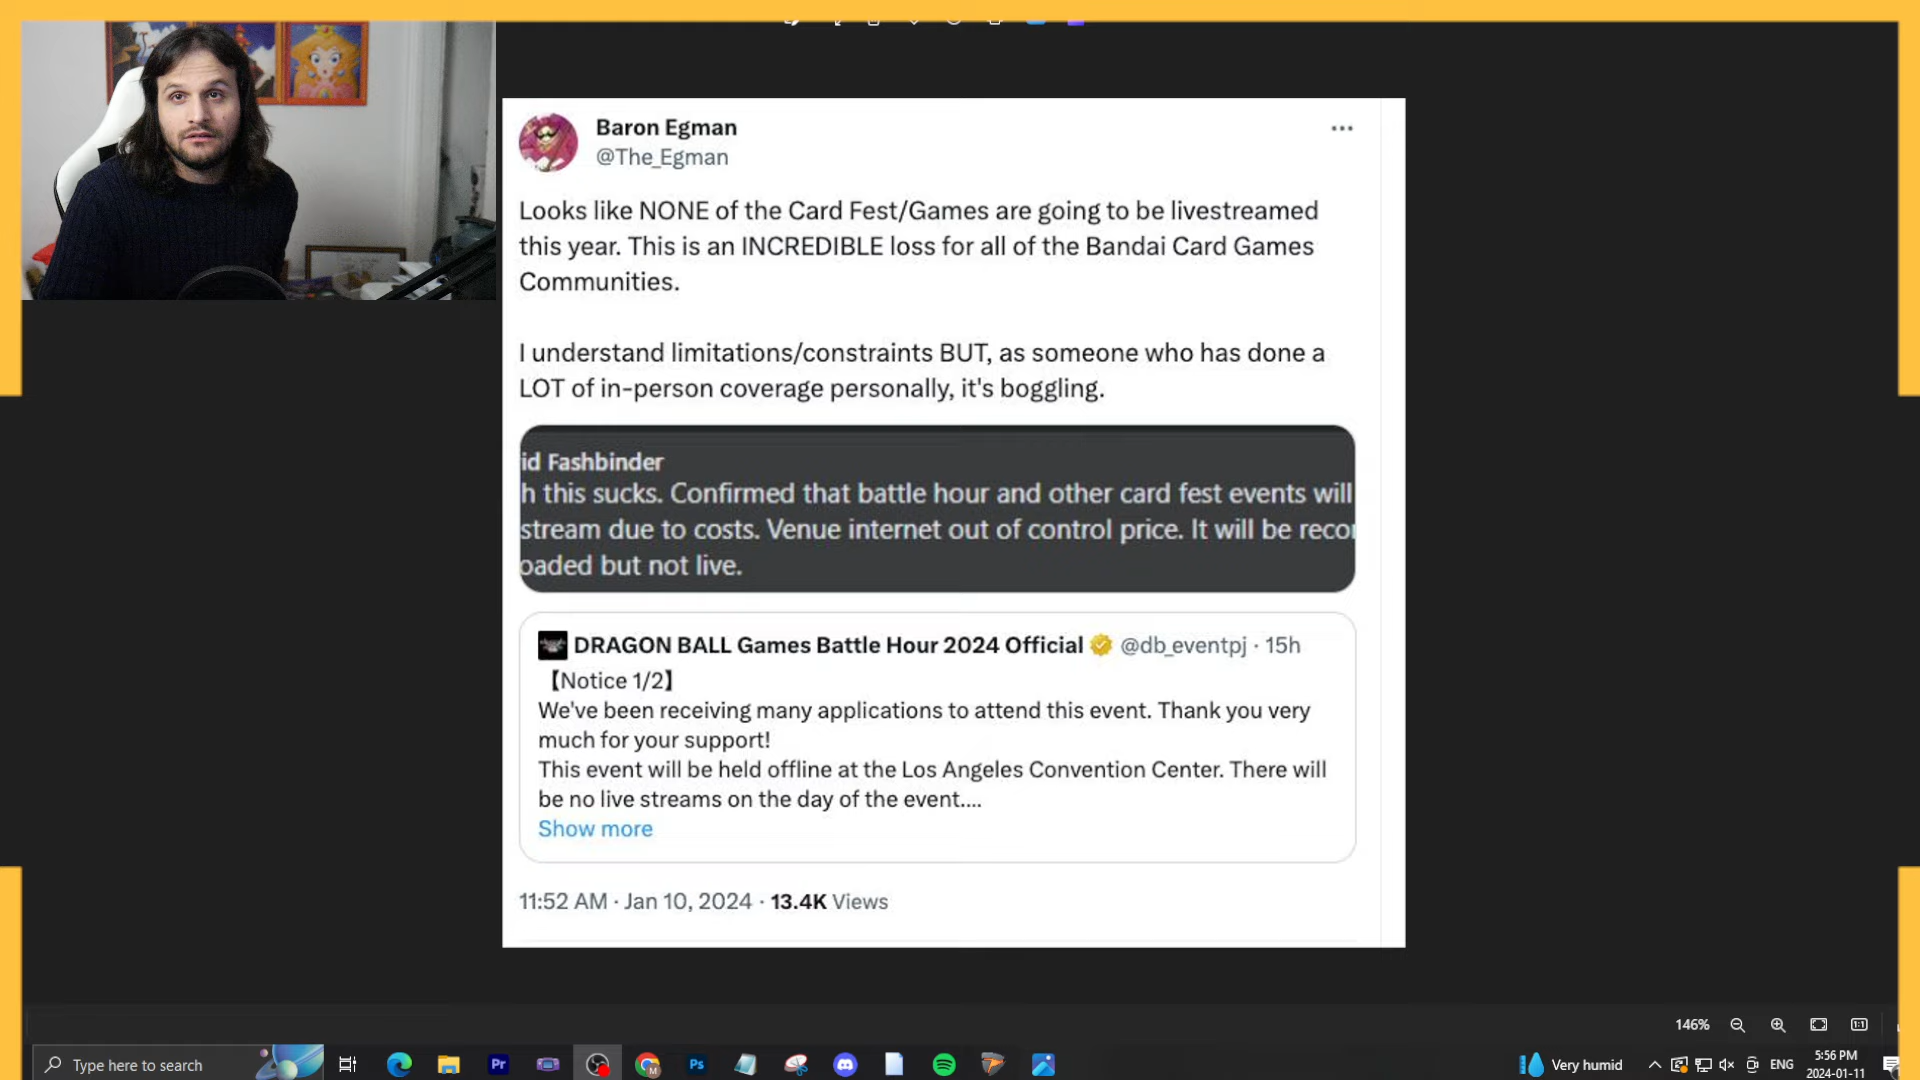 Baron Egman
@The_Egman
Looks like NONE of the Card Fest/Games are going to be livestreamed
this year. This is an INCREDIBLE loss for all of the Bandai Card Games
Communities.
I understand limitations/constraints BUT, as someone who has done a
LOT of in-person coverage personally, it's boggling.
id Fashbinder
h this sucks. Confirmed that battle hour and other card fest events will
stream due to costs. Venue internet out of control price. It will be recor
oaded but not live.
DRAGON BALL Games Battle Hour 2024 Official @db_eventpj · 15h
【Notice 1/2】
We've been receiving many applications to attend this event. Thank you very
much for your support!
This event will be held offline at the Los Angeles Convention Center. There will
be no live streams on the day of the event....
Show more
11:52 AM · Jan 10, 2024 · 13.4K Views
146%
1:1
Type here to search
Pr
Ps
Very humid
ENG
5:56 PM
2024-01-11